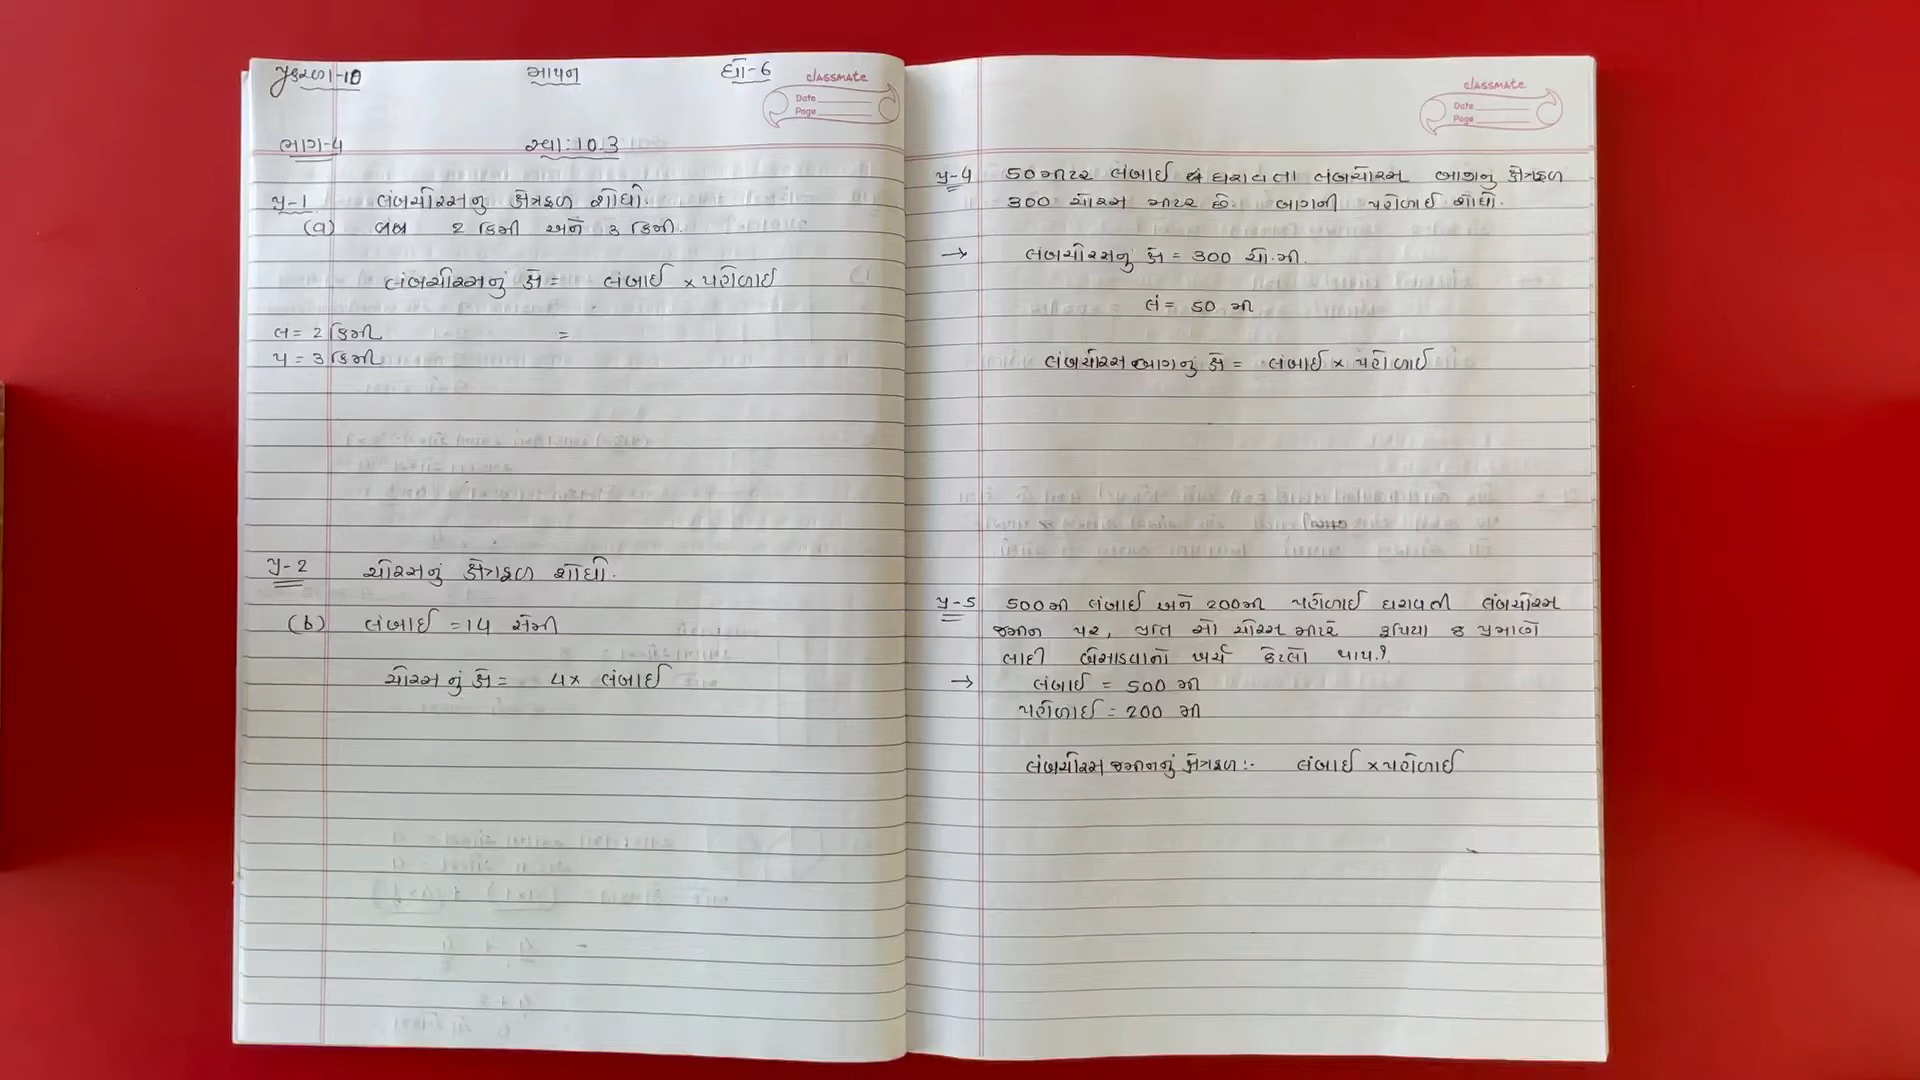 પ્રકરણ-10 માપન ધો-6
classmate
Date
Page
ભાગ-4 સ્વા:10.3
પ્ર-1 લંબચોરસનુ ક્ષેત્રફળ શોધો.
(a) 2 કિમી અને 3 કિમી.
લંબચોરસનું ક્ષે = લંબાઈ × પહોળાઈ
લ = 2 કિમી =
પ = 3 કિમી
પ્ર-2 ચોરસનું ક્ષેત્રફળ શોધો.
(b) લંબાઈ = 14 સેમી
ચોરસ નું ક્ષે = 4 × લંબાઈ
classmate
Date
Page
પ્ર-4 50 મીટર લંબાઈ ધરાવતા લંબચોરસ બાગનુ ક્ષેત્રફળ
300 ચોરસ મીટર છે. બાગની પહોળાઈ શોધો.
→ લંબચોરસનું ક્ષે = 300 ચો.મી.
લં = 50 મી
લંબચોરસ બાગનું ક્ષે = લંબાઈ × પહોળાઈ
પ્ર-5 500મી લંબાઈ અને 200મી પહોળાઈ ધરાવતી લંબચોરસ
જમીન પર, પ્રતિ સો ચોરસ મીટરે રૂપિયા 8 પ્રમાણે
લાદી બેસાડવાનો ખર્ચ કેટલો થાય.?
→ લંબાઈ = 500 મી
પહોળાઈ = 200 મી
લંબચોરસ જમીનનું ક્ષેત્રફળ :- લંબાઈ × પહોળાઈ